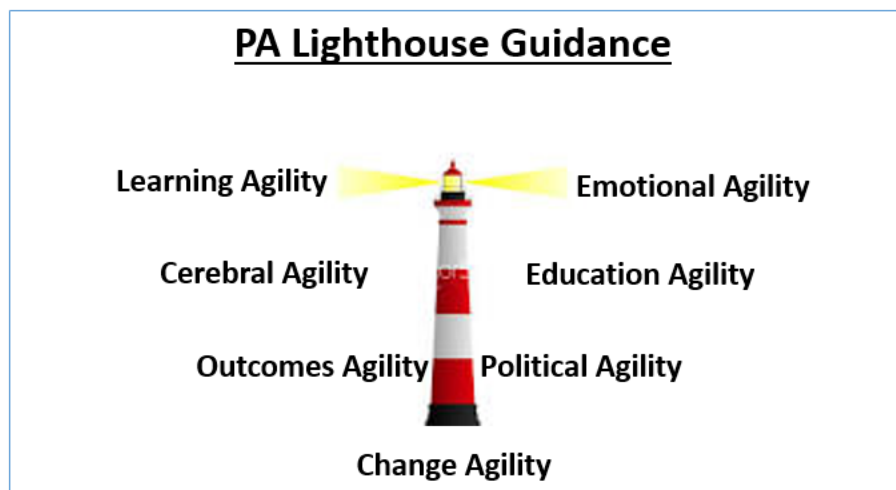 PA Lighthouse Guidance
Learning Agility
Emotional Agility
Cerebral Agility
Education Agility
Outcomes Agility
Political Agility
Change Agility